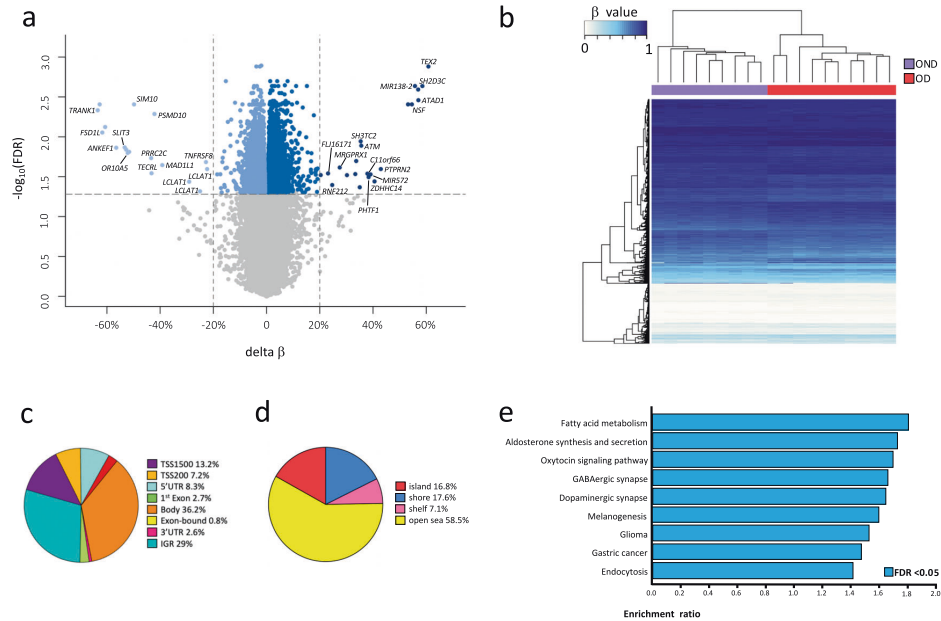 a
-log10(FDR)
3.0
2.5
2.0
1.5
1.0
0.5
0.0
TEX2
SH2D3C
MIR138-2
ATAD1
NSF
SIM10
TRANK1
PSMD10
FSD1L
SLIT3
ANKEF1
PRRC2C
OR10A5
TECRL
MAD1L1
TNFRSF8
LCLAT1
LCLAT1
LCLAT1
SH3TC2
FLJ16171
ATM
MRGPRX1
C11orf66
PTPRN2
MIR572
ZDHHC14
RNF212
PHTF1
-60%
-40%
-20%
0
20%
40%
60%
delta β
b
β value
0 1
OND
OD
c
TSS1500 13.2%
TSS200 7.2%
5'UTR 8.3%
1st Exon 2.7%
Body 36.2%
Exon-bound 0.8%
3'UTR 2.6%
IGR 29%
d
island 16.8%
shore 17.6%
shelf 7.1%
open sea 58.5%
e
Fatty acid metabolism
Aldosterone synthesis and secretion
Oxytocin signaling pathway
GABAergic synapse
Dopaminergic synapse
Melanogenesis
Glioma
Gastric cancer
Endocytosis
FDR <0.05
0.0 0.2 0.4 0.6 0.8 1.0 1.2 1.4 1.6 1.8 2.0
Enrichment ratio